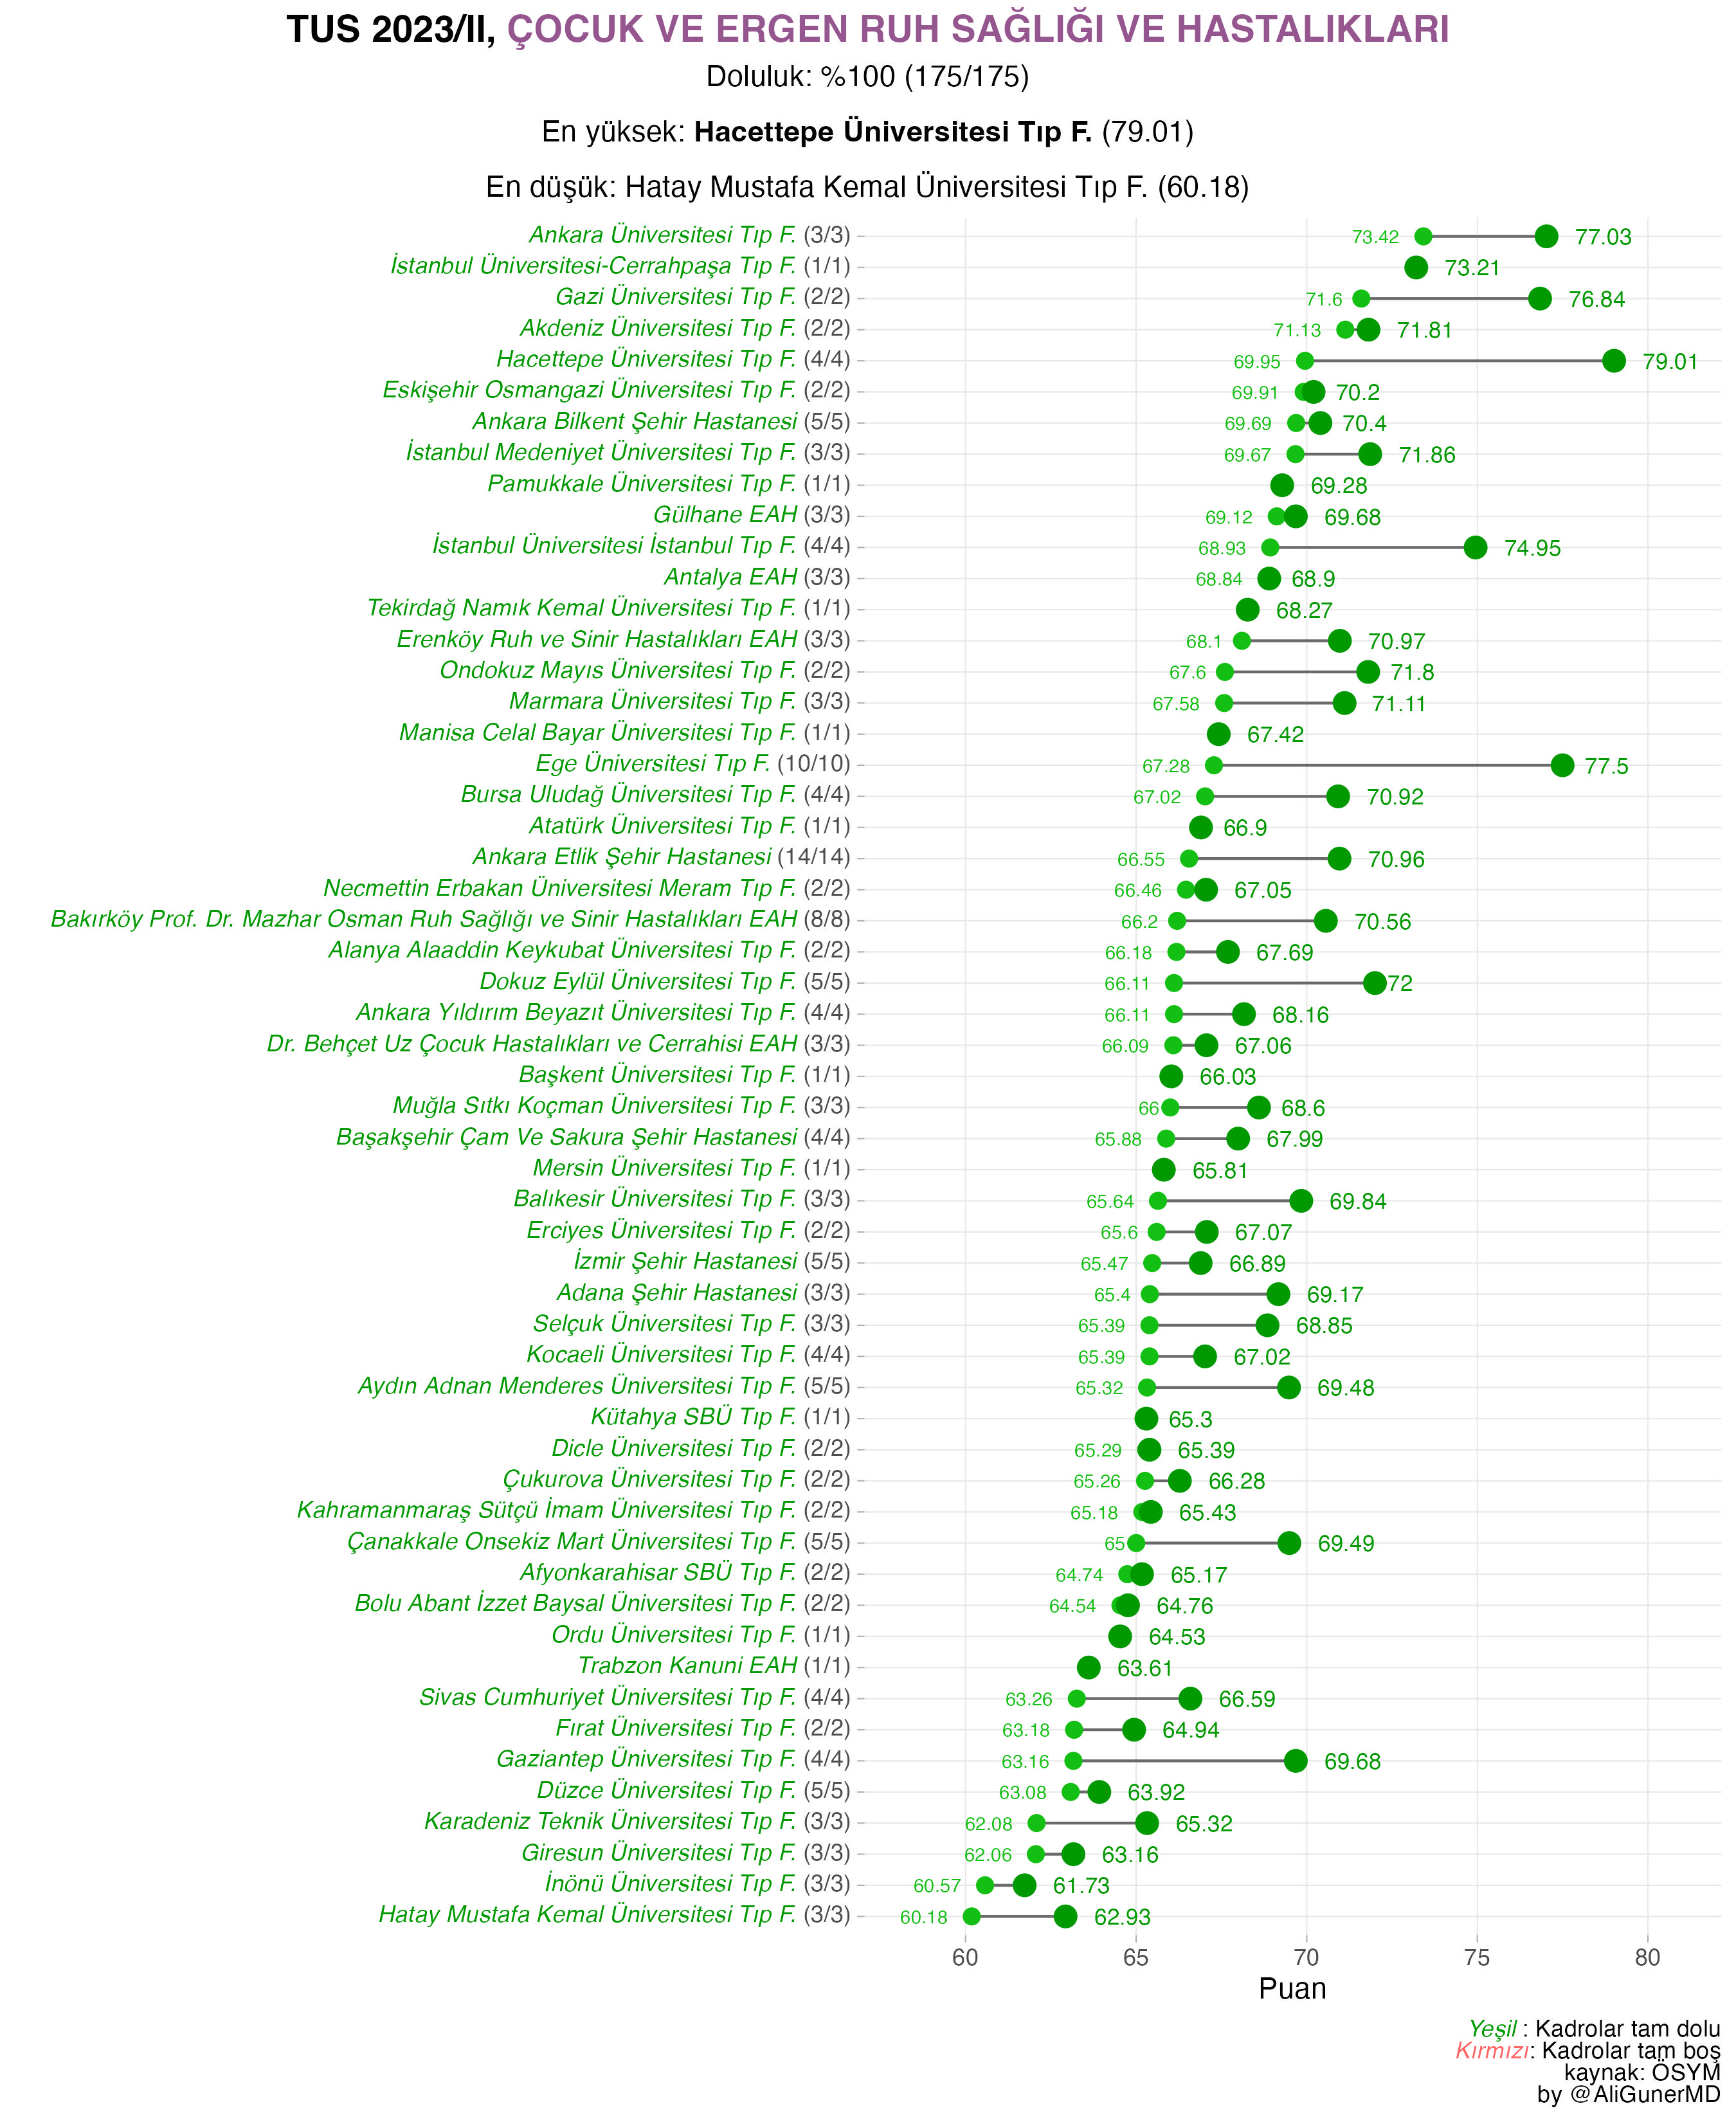 TUS 2023/II, ÇOCUK VE ERGEN RUH SAĞLIĞI VE HASTALIKLARI
Doluluk: %100 (175/175)
En yüksek: Hacettepe Üniversitesi Tıp F. (79.01)
En düşük: Hatay Mustafa Kemal Üniversitesi Tıp F. (60.18)
Ankara Üniversitesi Tıp F. (3/3) 73.42 77.03
İstanbul Üniversitesi-Cerrahpaşa Tıp F. (1/1) 73.21
Gazi Üniversitesi Tıp F. (2/2) 71.6 76.84
Akdeniz Üniversitesi Tıp F. (2/2) 71.13 71.81
Hacettepe Üniversitesi Tıp F. (4/4) 69.95 79.01
Eskişehir Osmangazi Üniversitesi Tıp F. (2/2) 69.91 70.2
Ankara Bilkent Şehir Hastanesi (5/5) 69.69 70.4
İstanbul Medeniyet Üniversitesi Tıp F. (3/3) 69.67 71.86
Pamukkale Üniversitesi Tıp F. (1/1) 69.28
Gülhane EAH (3/3) 69.12 69.68
İstanbul Üniversitesi İstanbul Tıp F. (4/4) 68.93 74.95
Antalya EAH (3/3) 68.84 68.9
Tekirdağ Namık Kemal Üniversitesi Tıp F. (1/1) 68.27
Erenköy Ruh ve Sinir Hastalıkları EAH (3/3) 68.1 70.97
Ondokuz Mayıs Üniversitesi Tıp F. (2/2) 67.6 71.8
Marmara Üniversitesi Tıp F. (3/3) 67.58 71.11
Manisa Celal Bayar Üniversitesi Tıp F. (1/1) 67.42
Ege Üniversitesi Tıp F. (10/10) 67.28 77.5
Bursa Uludağ Üniversitesi Tıp F. (4/4) 67.02 70.92
Atatürk Üniversitesi Tıp F. (1/1) 66.9
Ankara Etlik Şehir Hastanesi (14/14) 66.55 70.96
Necmettin Erbakan Üniversitesi Meram Tıp F. (2/2) 66.46 67.05
Bakırköy Prof. Dr. Mazhar Osman Ruh Sağlığı ve Sinir Hastalıkları EAH (8/8) 66.2 70.56
Alanya Alaaddin Keykubat Üniversitesi Tıp F. (2/2) 66.18 67.69
Dokuz Eylül Üniversitesi Tıp F. (5/5) 66.11 72
Ankara Yıldırım Beyazıt Üniversitesi Tıp F. (4/4) 66.11 68.16
Dr. Behçet Uz Çocuk Hastalıkları ve Cerrahisi EAH (3/3) 66.09 67.06
Başkent Üniversitesi Tıp F. (1/1) 66.03
Muğla Sıtkı Koçman Üniversitesi Tıp F. (3/3) 66 68.6
Başakşehir Çam Ve Sakura Şehir Hastanesi (4/4) 65.88 67.99
Mersin Üniversitesi Tıp F. (1/1) 65.81
Balıkesir Üniversitesi Tıp F. (3/3) 65.64 69.84
Erciyes Üniversitesi Tıp F. (2/2) 65.6 67.07
İzmir Şehir Hastanesi (5/5) 65.47 66.89
Adana Şehir Hastanesi (3/3) 65.4 69.17
Selçuk Üniversitesi Tıp F. (3/3) 65.39 68.85
Kocaeli Üniversitesi Tıp F. (4/4) 65.39 67.02
Aydın Adnan Menderes Üniversitesi Tıp F. (5/5) 65.32 69.48
Kütahya SBÜ Tıp F. (1/1) 65.3
Dicle Üniversitesi Tıp F. (2/2) 65.29 65.39
Çukurova Üniversitesi Tıp F. (2/2) 65.26 66.28
Kahramanmaraş Sütçü İmam Üniversitesi Tıp F. (2/2) 65.18 65.43
Çanakkale Onsekiz Mart Üniversitesi Tıp F. (5/5) 65 69.49
Afyonkarahisar SBÜ Tıp F. (2/2) 64.74 65.17
Bolu Abant İzzet Baysal Üniversitesi Tıp F. (2/2) 64.54 64.76
Ordu Üniversitesi Tıp F. (1/1) 64.53
Trabzon Kanuni EAH (1/1) 63.61
Sivas Cumhuriyet Üniversitesi Tıp F. (4/4) 63.26 66.59
Fırat Üniversitesi Tıp F. (2/2) 63.18 64.94
Gaziantep Üniversitesi Tıp F. (4/4) 63.16 69.68
Düzce Üniversitesi Tıp F. (5/5) 63.08 63.92
Karadeniz Teknik Üniversitesi Tıp F. (3/3) 62.08 65.32
Giresun Üniversitesi Tıp F. (3/3) 62.06 63.16
İnönü Üniversitesi Tıp F. (3/3) 60.57 61.73
Hatay Mustafa Kemal Üniversitesi Tıp F. (3/3) 60.18 62.93
60 65 70 75 80
Puan
Yeşil : Kadrolar tam dolu
Kırmızı: Kadrolar tam boş
kaynak: ÖSYM
by @AliGunerMD